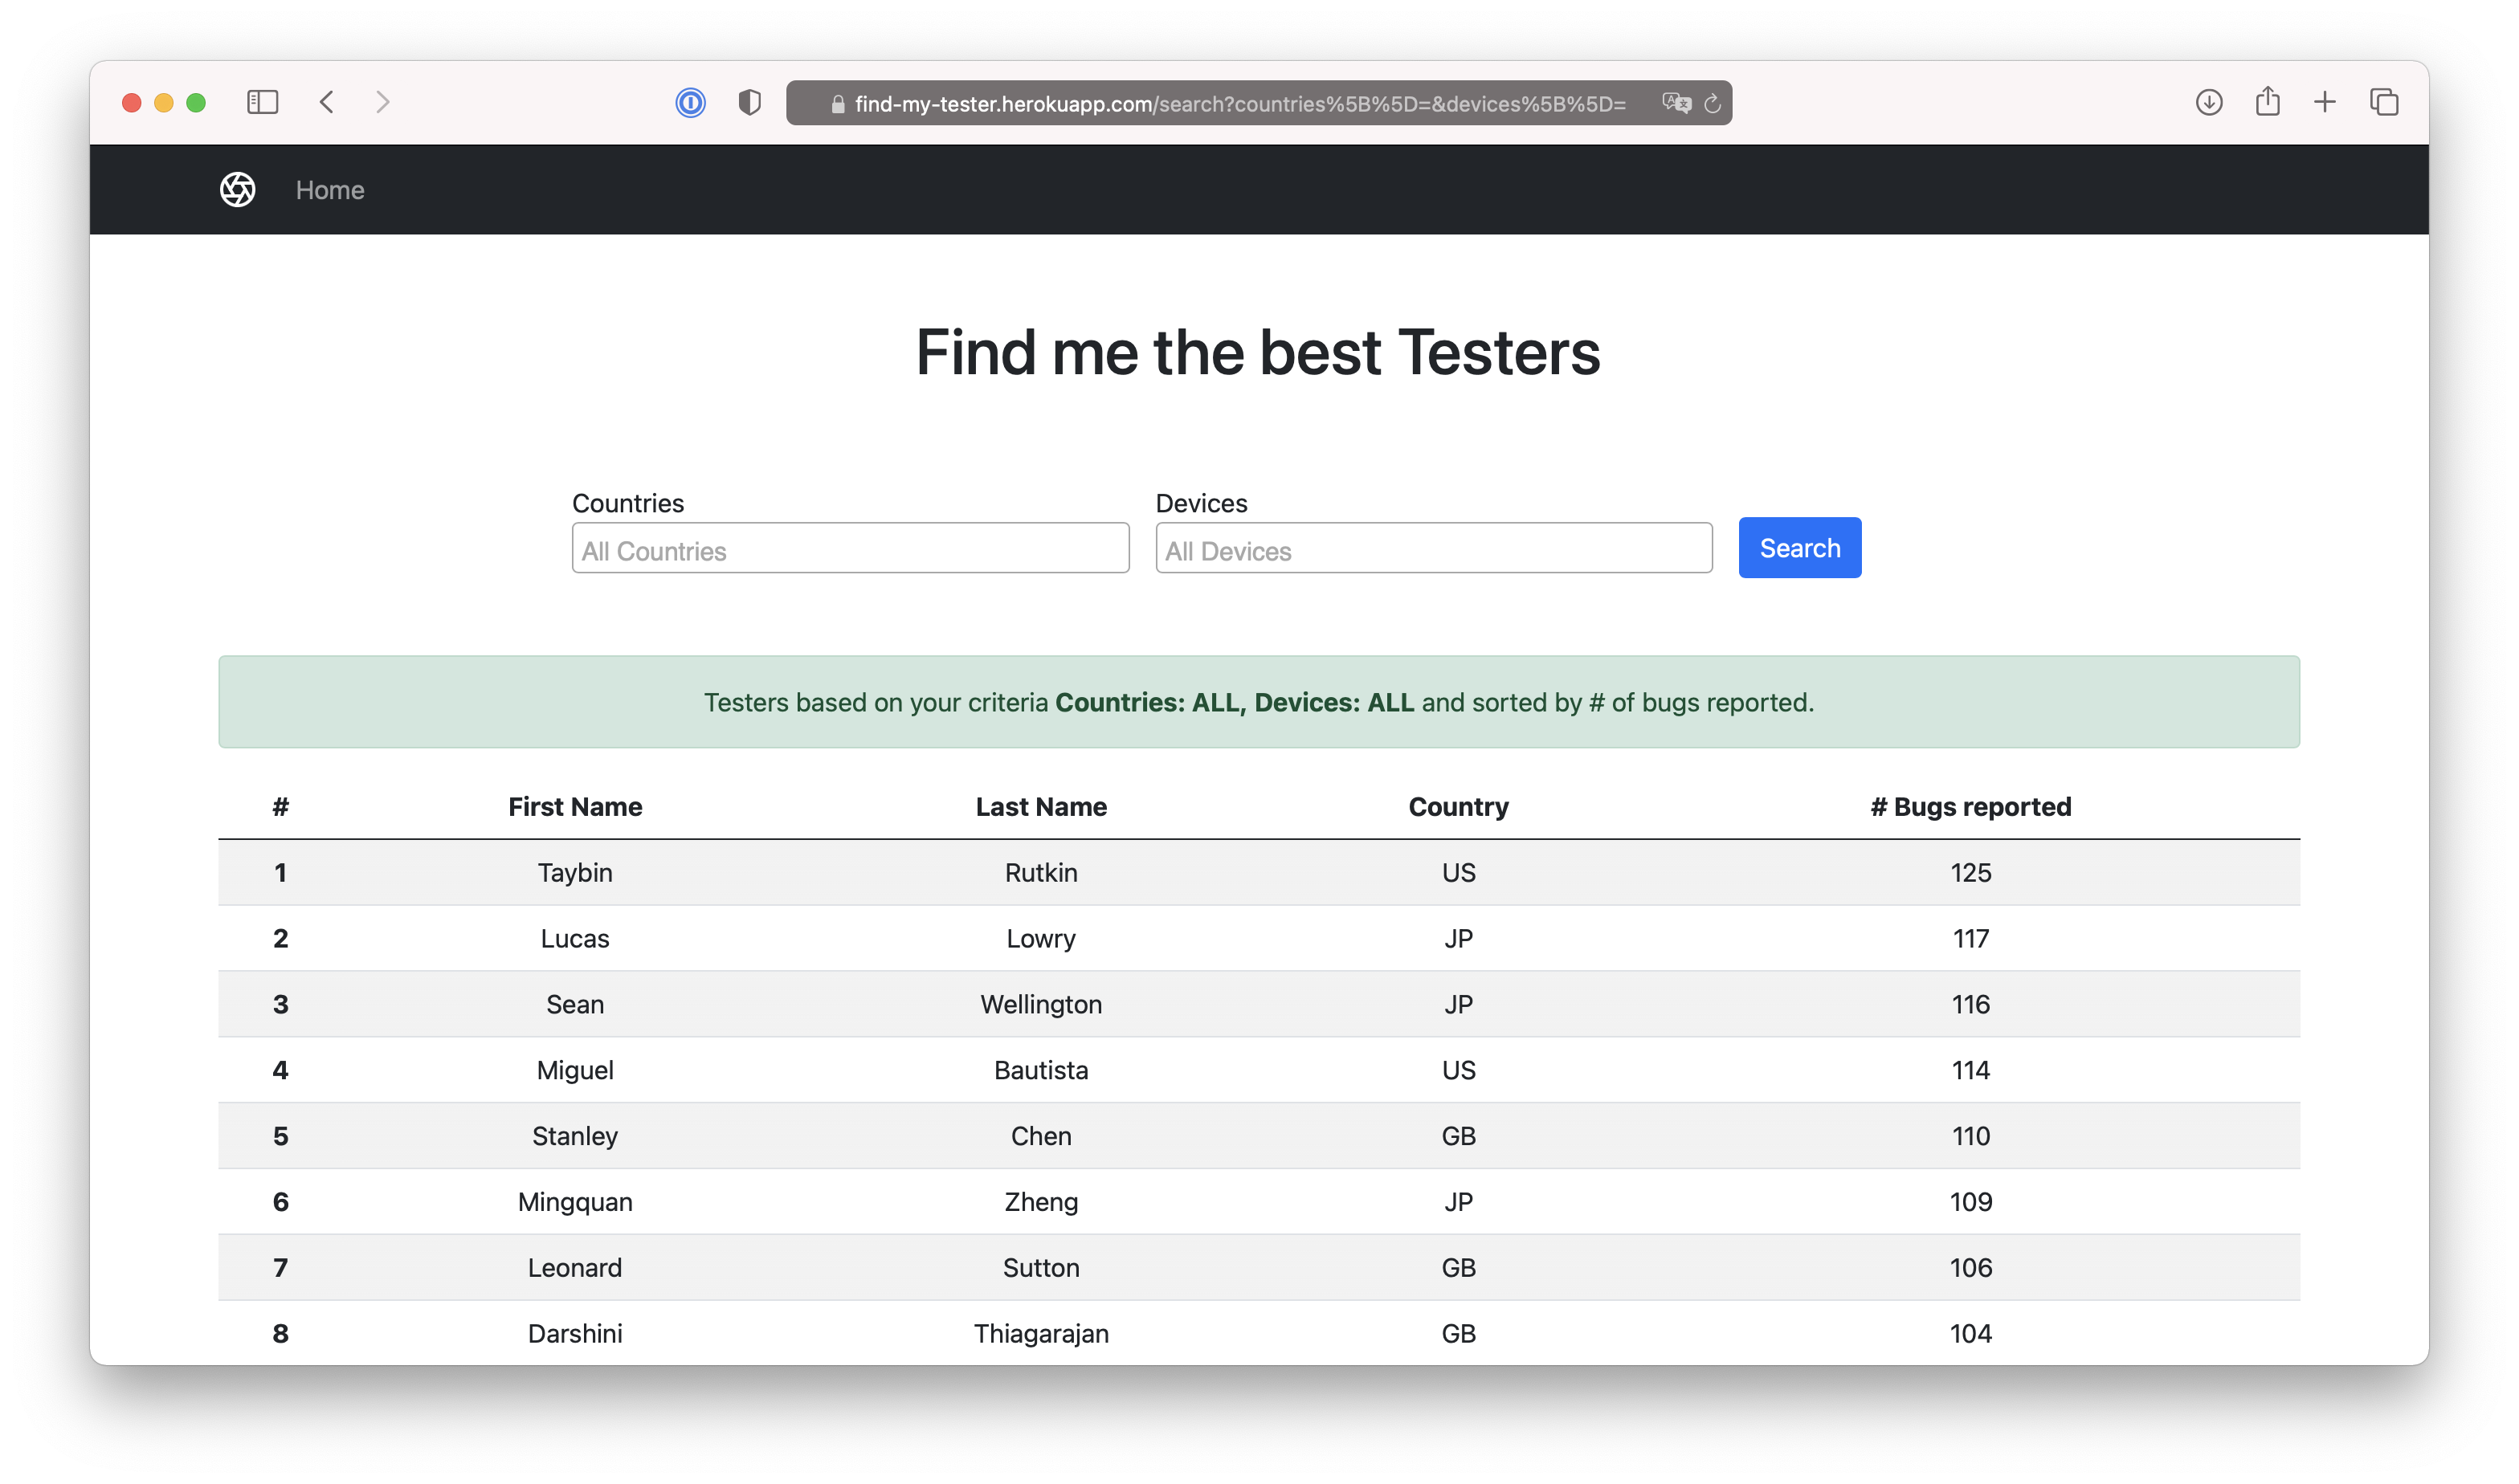 find-my-tester.herokuapp.com/search?countries%5B%5D=&devices%5B%5D=
Home
Find me the best Testers
Countries
Devices
All Countries
All Devices
Search
Testers based on your criteria Countries: ALL, Devices: ALL and sorted by # of bugs reported.
# First Name Last Name Country # Bugs reported
1 Taybin Rutkin US 125
2 Lucas Lowry JP 117
3 Sean Wellington JP 116
4 Miguel Bautista US 114
5 Stanley Chen GB 110
6 Mingquan Zheng JP 109
7 Leonard Sutton GB 106
8 Darshini Thiagarajan GB 104